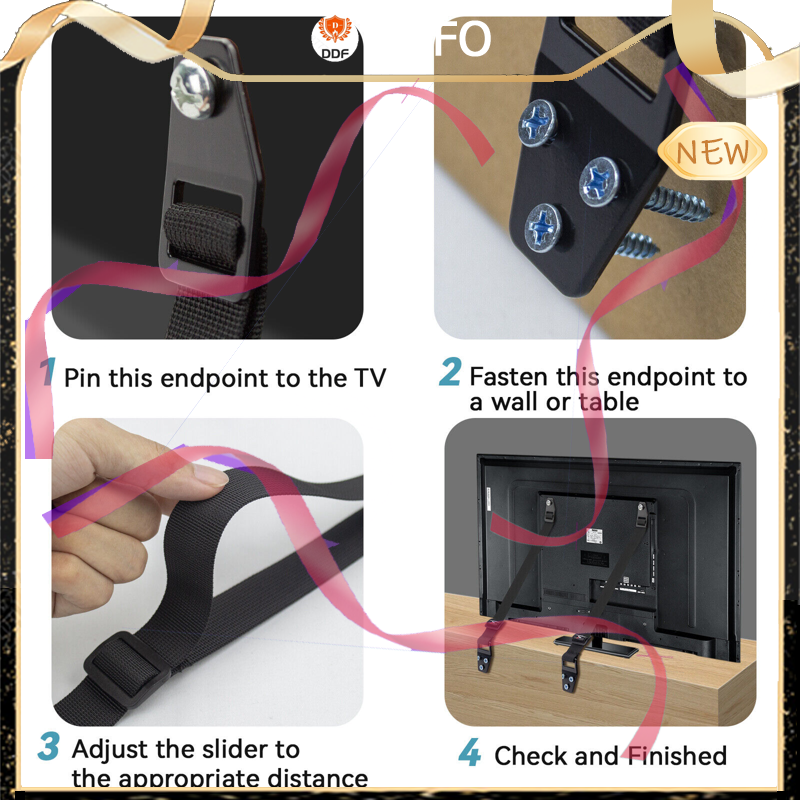 DDF
FO
NEW
1 Pin this endpoint to the TV
2 Fasten this endpoint to
a wall or table
3 Adjust the slider to
the appropriate distance
4 Check and Finished